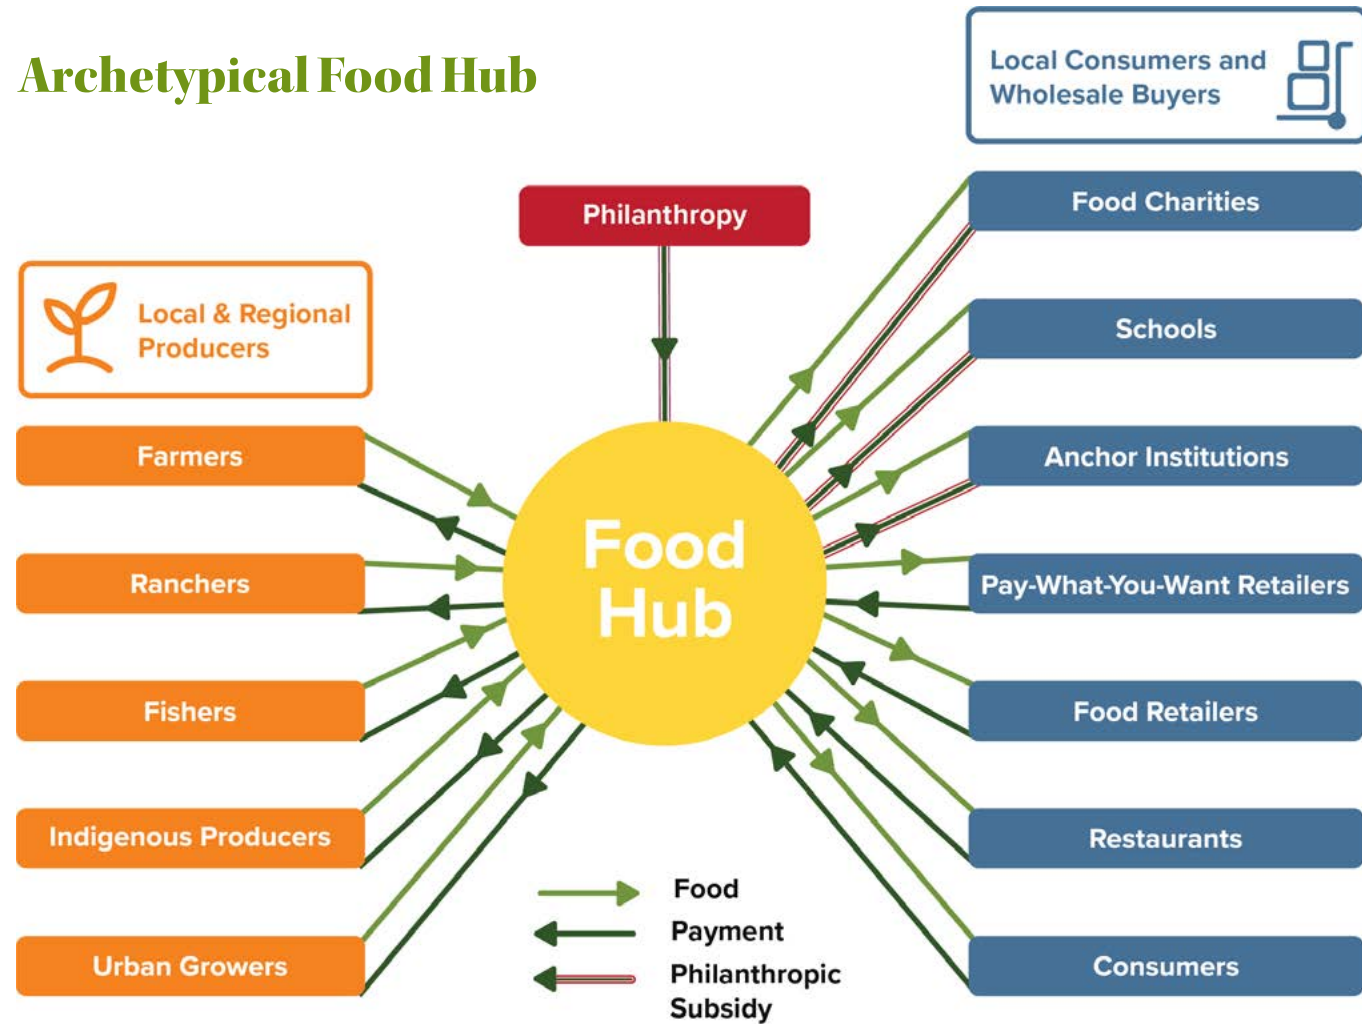 Archetypical Food Hub
Local Consumers and
Wholesale Buyers
Philanthropy
Food Charities
Local & Regional
Producers
Schools
Farmers
Anchor Institutions
Food
Hub
Ranchers
Pay-What-You-Want Retailers
Fishers
Food Retailers
Indigenous Producers
Restaurants
Urban Growers
Consumers
Food
Payment
Philanthropic
Subsidy